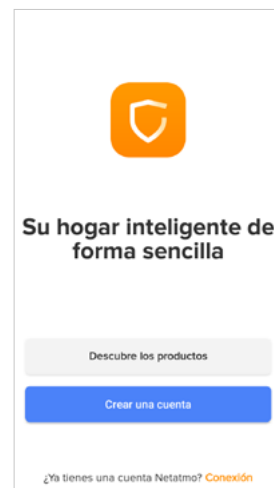 Su hogar inteligente de
forma sencilla
Descubre los productos
Crear una cuenta
¿Ya tienes una cuenta Netatmo? Conexión